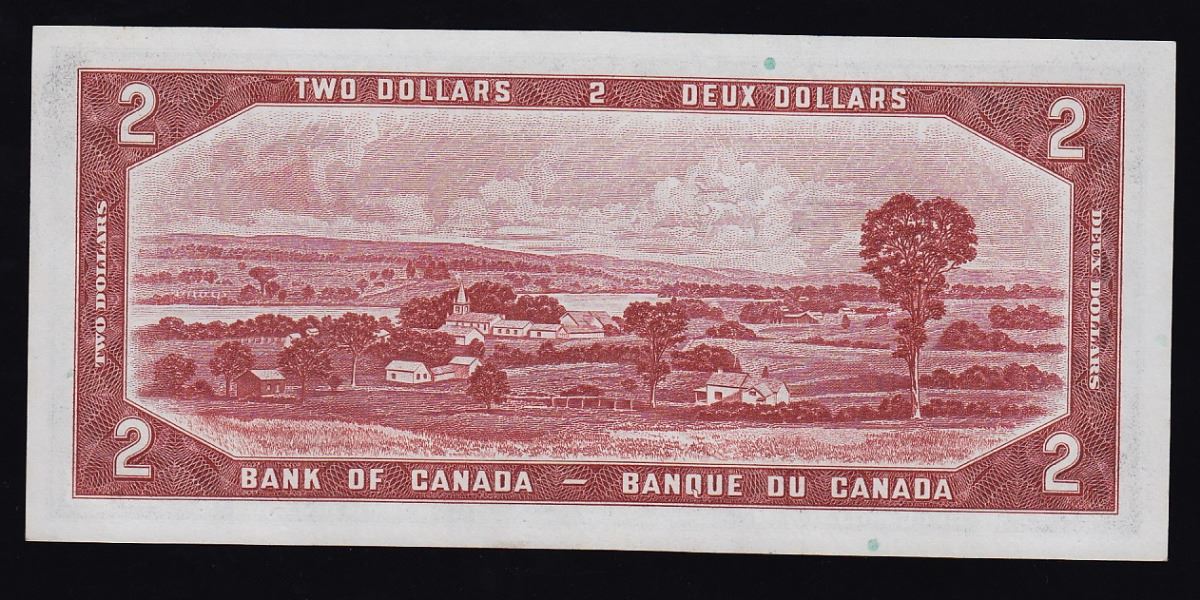 TWO DOLLARS 2 DEUX DOLLARS
2 2
TWO DOLLARS
DEUX DOLLARS
2 2
BANK OF CANADA — BANQUE DU CANADA